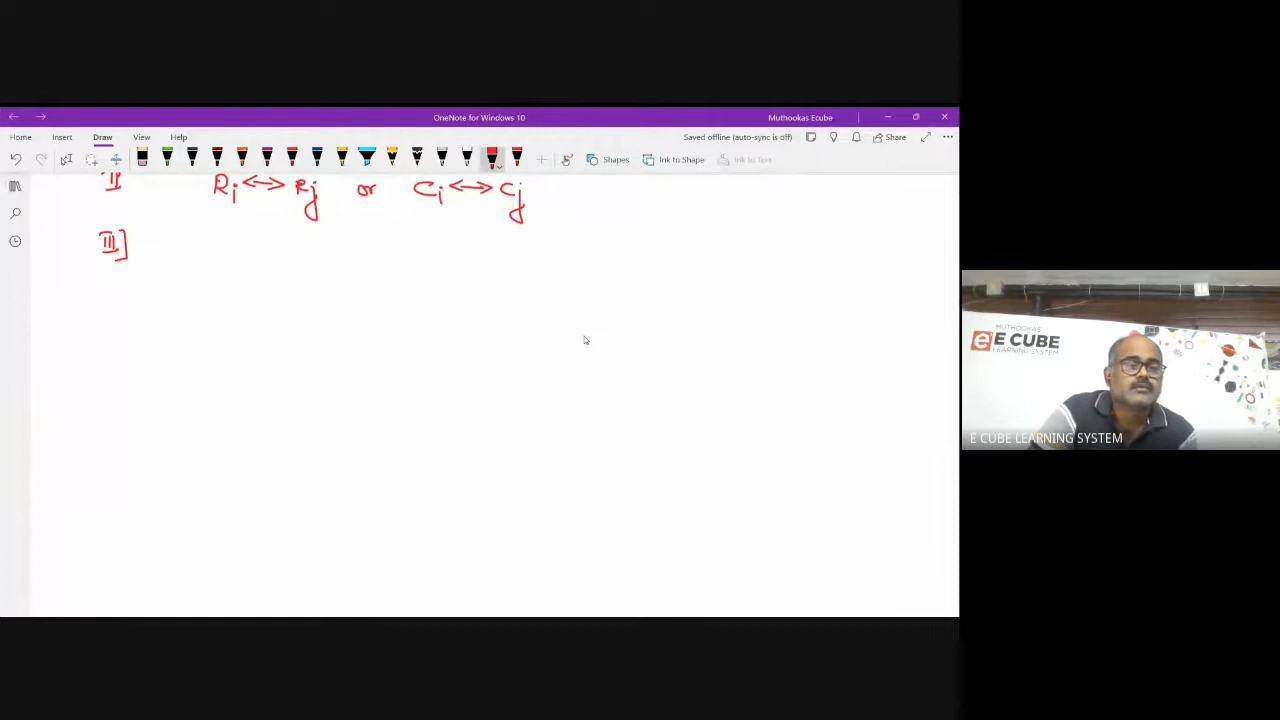 OneNote for Windows 10
Muthookas Ecube
Home Insert Draw View Help
Saved offline (auto-sync is off)
Share
Shapes
Ink to Shape
Ink to Text
II
Ri ↔ Rj or Ci ↔ Cj
III]
MUTHOOKAS
e E CUBE
LEARNING SYSTEM
E CUBE LEARNING SYSTEM